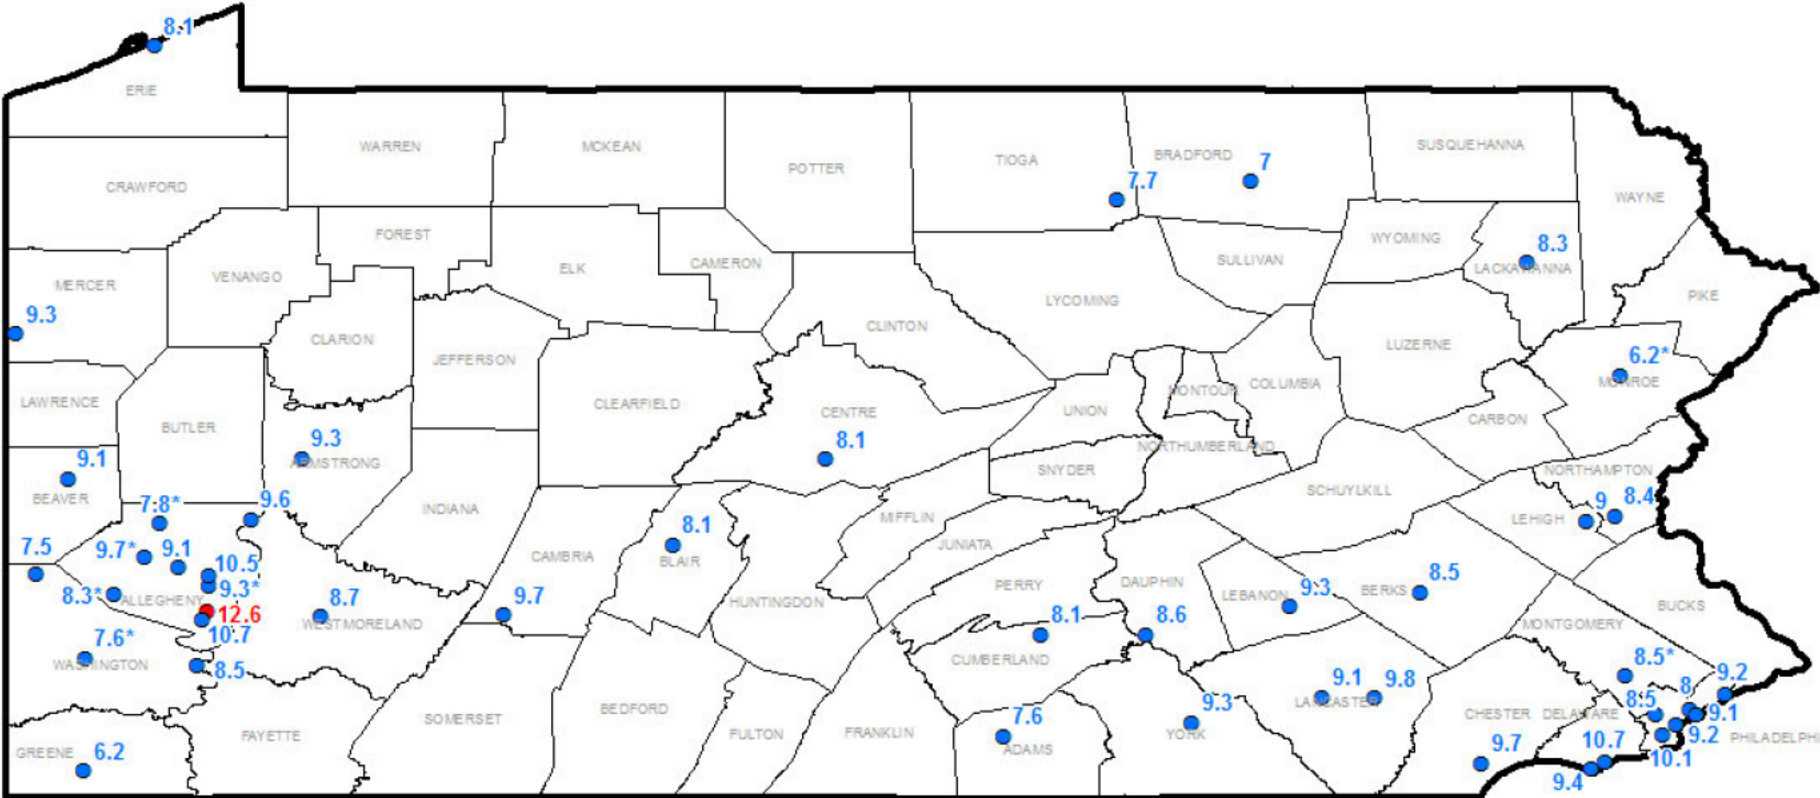 8.1
ERIE
WARREN
MCKEAN
POTTER
TIOGA
BRADFORD
7
7.7
SUSQUEHANNA
WAYNE
CRAWFORD
FOREST
ELK
CAMERON
SULLIVAN
WYOMING
8.3
LACKAWANNA
PIKE
MERCER
9.3
VENANGO
CLARION
JEFFERSON
CLINTON
LYCOMING
LUZERNE
6.2*
MONROE
LAWRENCE
BUTLER
CLEARFIELD
CENTRE
8.1
UNION
MONTOUR
COLUMBIA
CARBON
9.1
BEAVER
9.3
ARMSTRONG
SNYDER
NORTHUMBERLAND
SCHUYLKILL
NORTHAMPTON
9
8.4
LEHIGH
7.8*
9.6
INDIANA
MIFFLIN
7.5
9.7*
9.1
10.5
9.3*
8.3*
ALLEGHENY
12.6
10.7
8.7
WESTMORELAND
CAMBRIA
9.7
8.1
BLAIR
HUNTINGDON
JUNIATA
PERRY
8.1
DAUPHIN
8.6
LEBANON
9.3
BERKS
8.5
BUCKS
MONTGOMERY
7.6*
WASHINGTON
8.5
CUMBERLAND
9.1
9.8
LANCASTER
8.5*
9.2
8
8.5
9.1
9.2
PHILADELPHI
10.1
GREENE
6.2
FAYETTE
SOMERSET
BEDFORD
FULTON
FRANKLIN
7.6
ADAMS
9.3
YORK
CHESTER
DELAWARE
9.7
10.7
9.4